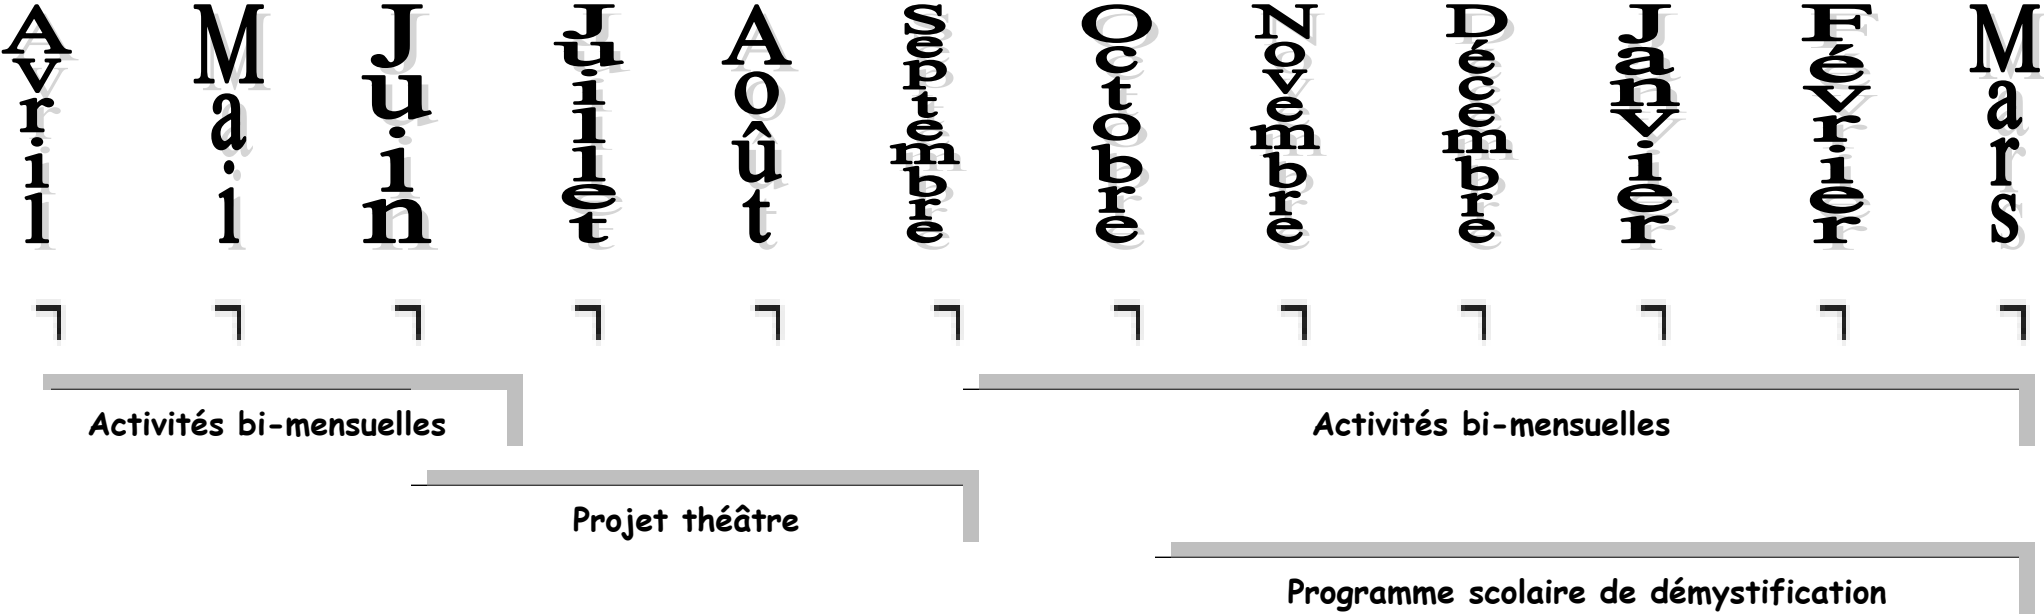 Avril Mai Juin Juillet Août Septembre Octobre Novembre Décembre Janvier Février Mars
Activités bi-mensuelles Activités bi-mensuelles
Projet théâtre
Programme scolaire de démystification